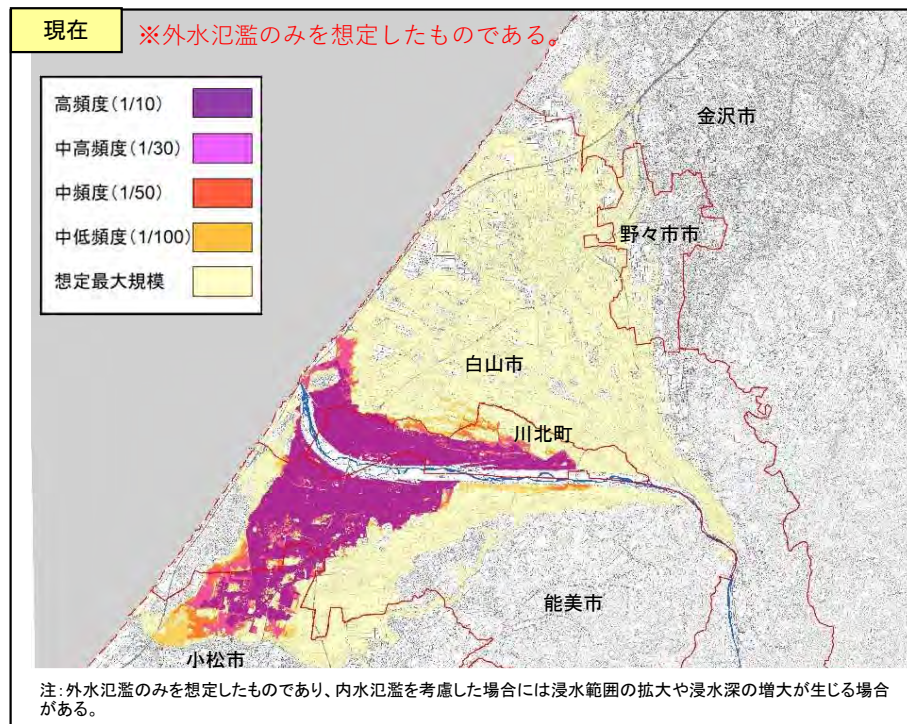 現在
※外水氾濫のみを想定したものである。
高頻度(1/10)
中高頻度(1/30)
中頻度(1/50)
中低頻度(1/100)
想定最大規模
金沢市
野々市市
白山市
川北町
能美市
小松市
注:外水氾濫のみを想定したものであり、内水氾濫を考慮した場合には浸水範囲の拡大や浸水深の増大が生じる場合
がある。